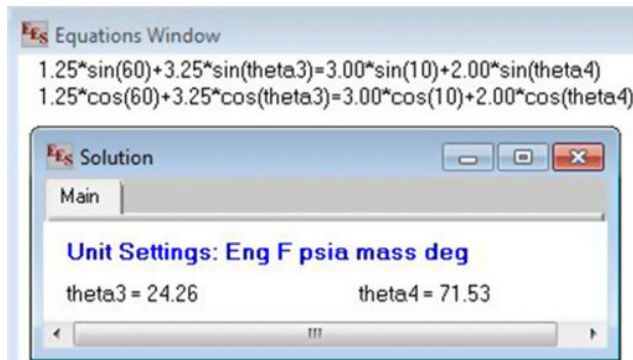 EES Equations Window
1.25*sin(60)+3.25*sin(theta3)=3.00*sin(10)+2.00*sin(theta4)
1.25*cos(60)+3.25*cos(theta3)=3.00*cos(10)+2.00*cos(theta4)
EES Solution
Main
Unit Settings: Eng F psia mass deg
theta3 = 24.26 theta4 = 71.53